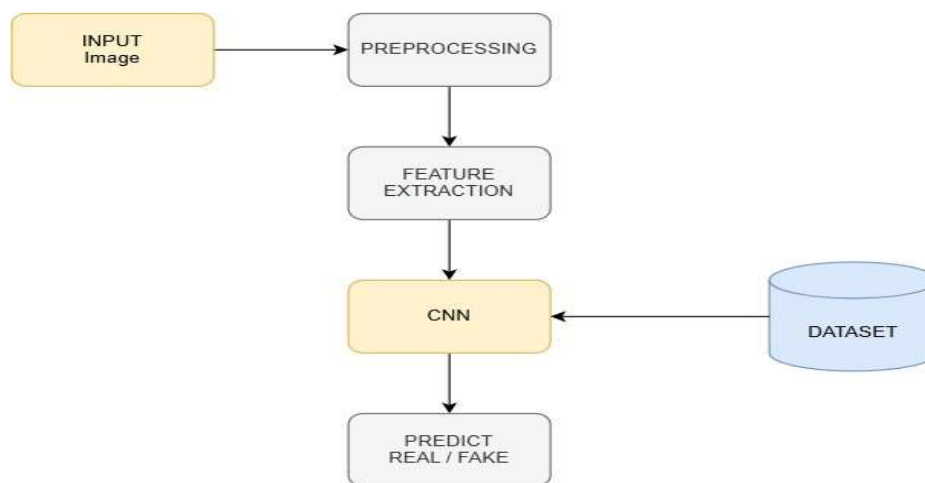 INPUT
Image
PREPROCESSING
FEATURE
EXTRACTION
CNN
DATASET
PREDICT
REAL / FAKE